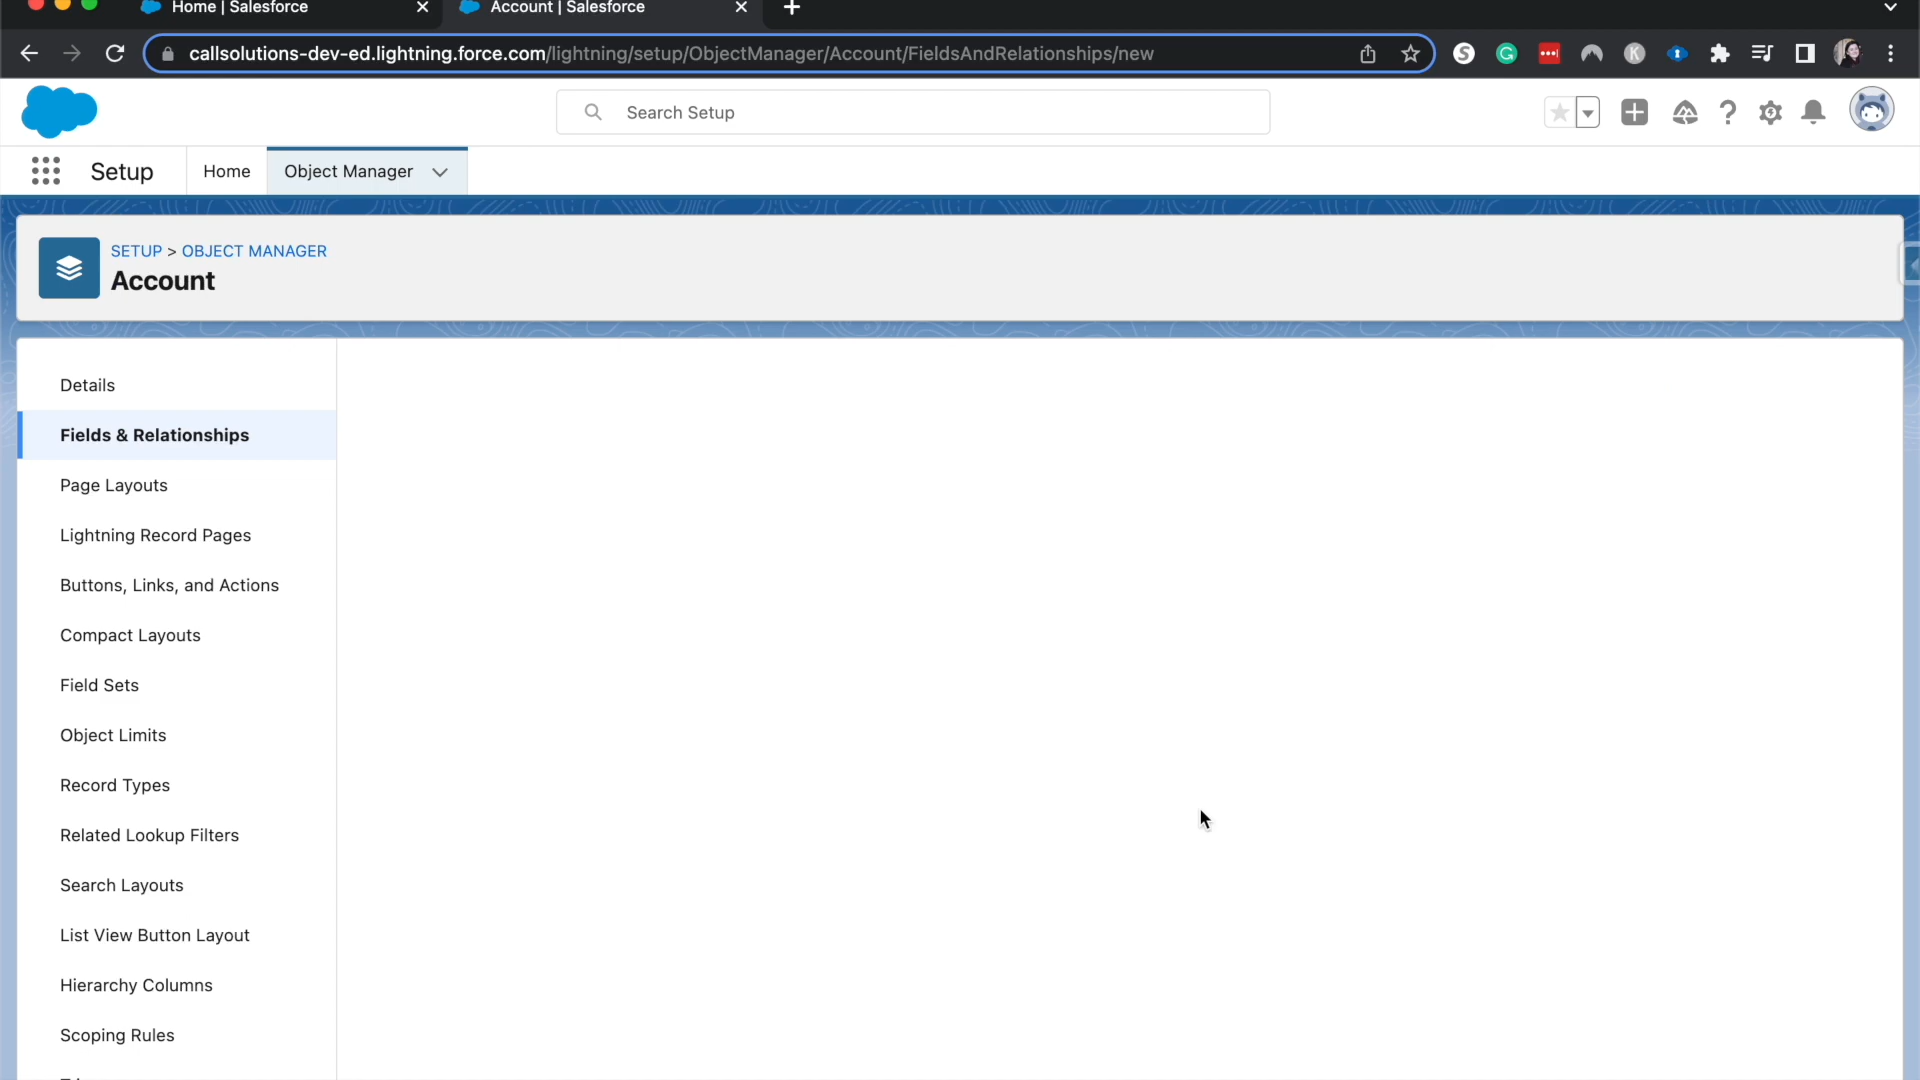 Home | Salesforce
Account | Salesforce
callsolutions-dev-ed.lightning.force.com/lightning/setup/ObjectManager/Account/FieldsAndRelationships/new
Search Setup
Setup
Home
Object Manager
SETUP > OBJECT MANAGER
Account
Details
Fields & Relationships
Page Layouts
Lightning Record Pages
Buttons, Links, and Actions
Compact Layouts
Field Sets
Object Limits
Record Types
Related Lookup Filters
Search Layouts
List View Button Layout
Hierarchy Columns
Scoping Rules